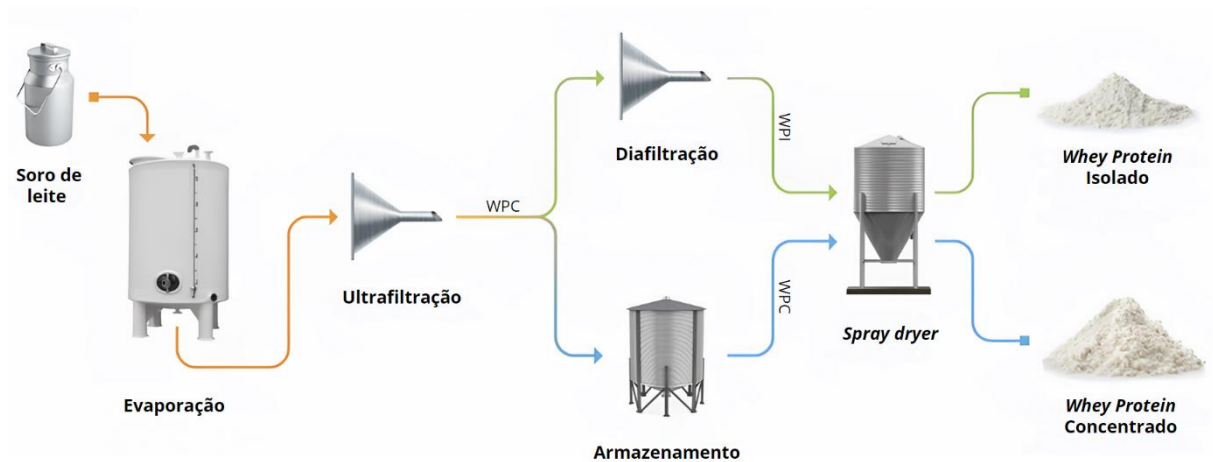 Soro de
leite
Evaporação
Ultrafiltração
WPC
Diafiltração
Armazenamento
WPI
WPC
Spray dryer
Whey Protein
Isolado
Whey Protein
Concentrado